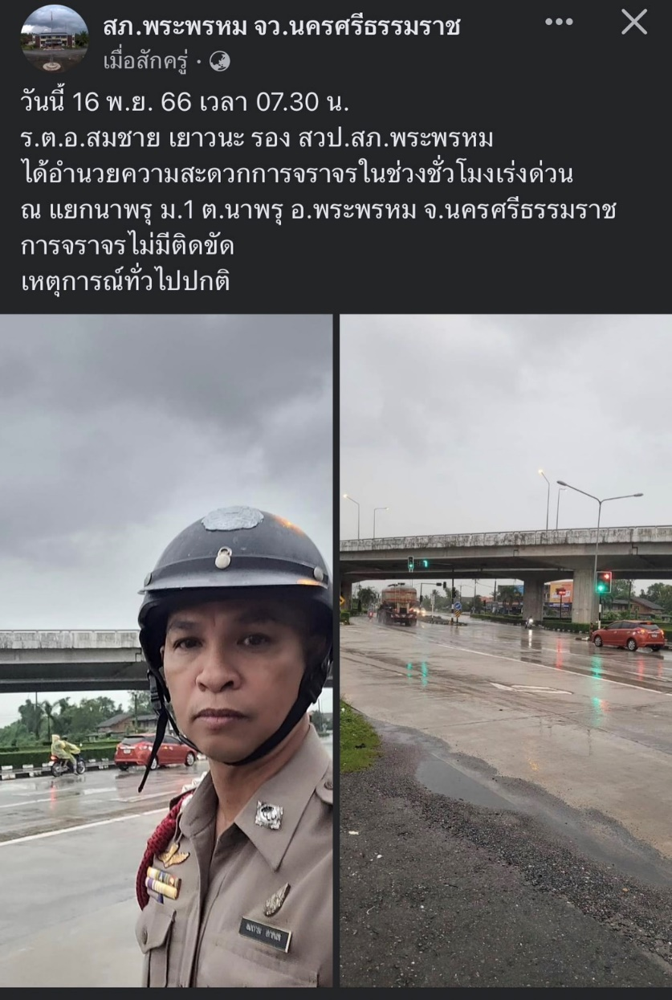 สภ.พระพรหม จว.นครศรีธรรมราช
เมื่อสักครู่ ·
วันนี้ 16 พ.ย. 66 เวลา 07.30 น.
ร.ต.อ.สมชาย เยาวนะ รอง สวป.สภ.พระพรหม
ได้อำนวยความสะดวกการจราจรในช่วงชั่วโมงเร่งด่วน
ณ แยกนาพรุ ม.1 ต.นาพรุ อ.พระพรหม จ.นครศรีธรรมราช
การจราจรไม่มีติดขัด
เหตุการณ์ทั่วไปปกติ